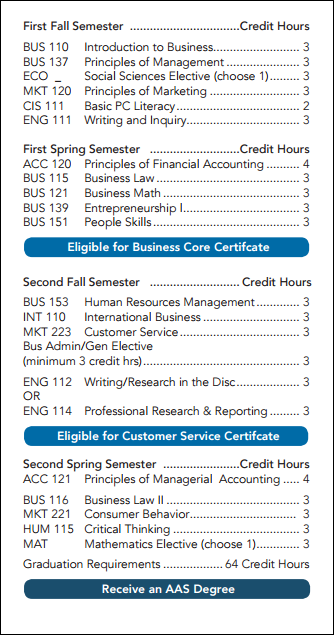 First Fall Semester ..................................Credit Hours
BUS 110 Introduction to Business.......................... 3
BUS 137 Principles of Management ...................... 3
ECO _ Social Sciences Elective (choose 1)......... 3
MKT 120 Principles of Marketing ........................... 3
CIS 111 Basic PC Literacy..................................... 2
ENG 111 Writing and Inquiry.................................. 3
First Spring Semester ...........................Credit Hours
ACC 120 Principles of Financial Accounting .......... 4
BUS 115 Business Law............................................ 3
BUS 121 Business Math.......................................... 3
BUS 139 Entrepreneurship I................................... 3
BUS 151 People Skills............................................. 3
Eligible for Business Core Certifcate
Second Fall Semester ........................... Credit Hours
BUS 153 Human Resources Management............. 3
INT 110 International Business ............................. 3
MKT 223 Customer Service.................................... 3
Bus Admin/Gen Elective
(minimum 3 credit hrs)............................................... 3
ENG 112 Writing/Research in the Disc................... 3
OR
ENG 114 Professional Research & Reporting ......... 3
Eligible for Customer Service Certifcate
Second Spring Semester .......................Credit Hours
ACC 121 Principles of Managerial Accounting ..... 4
BUS 116 Business Law II ........................................ 3
MKT 221 Consumer Behavior................................ 3
HUM 115 Critical Thinking ...................................... 3
MAT Mathematics Elective (choose 1)............. 3
Graduation Requirements .................. 64 Credit Hours
Receive an AAS Degree